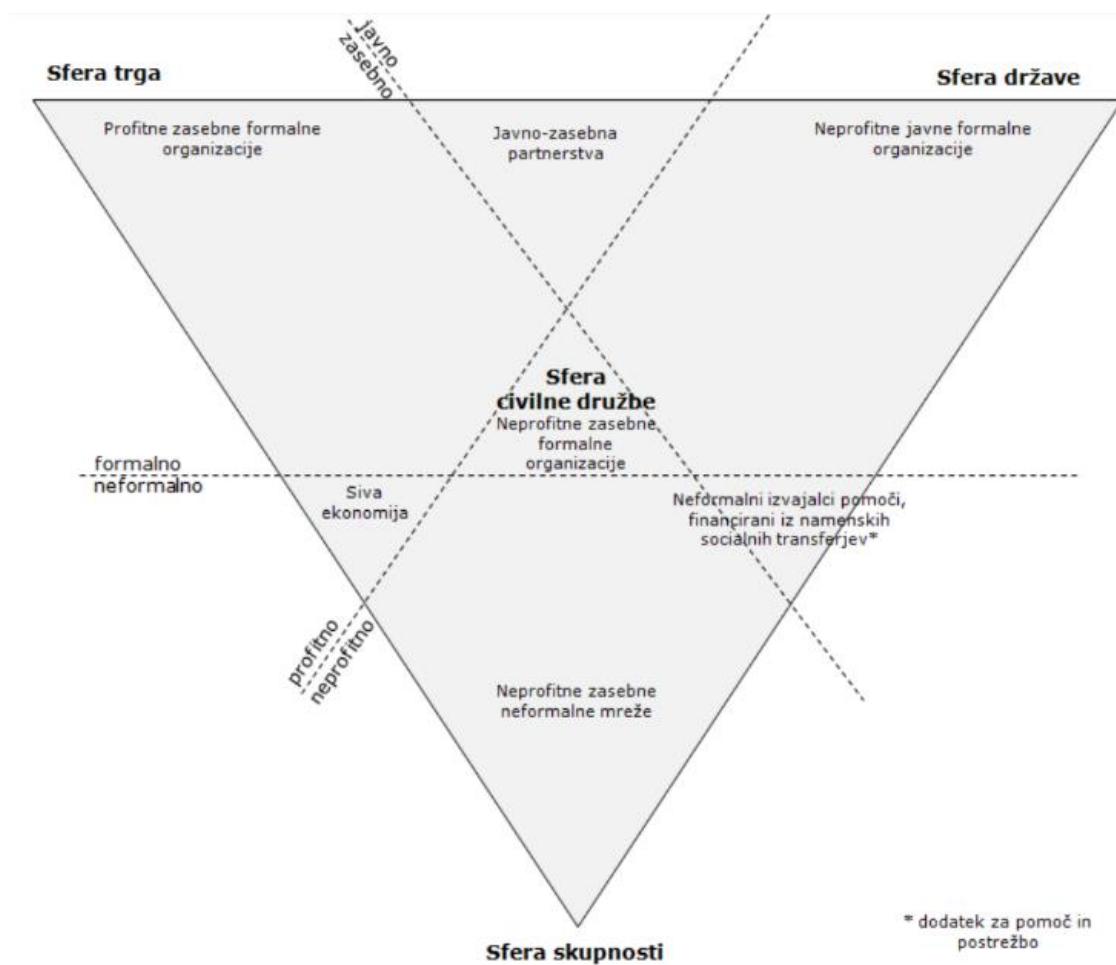 javno
zasebno
Sfera trga
Sfera države
Profitne zasebne formalne
organizacije
Javno-zasebna
partnerstva
Neprofitne javne formalne
organizacije
Sfera
civilne družbe
Neprofitne zasebne
formalne
organizacije
formalno
neformalno
Siva
ekonomija
Neformalni izvajalci pomoči,
financirani iz namenskih
socialnih transferjev*
profitno
neprofitno
Neprofitne zasebne
neformalne mreže
* dodatek za pomoč in
postrežbo
Sfera skupnosti